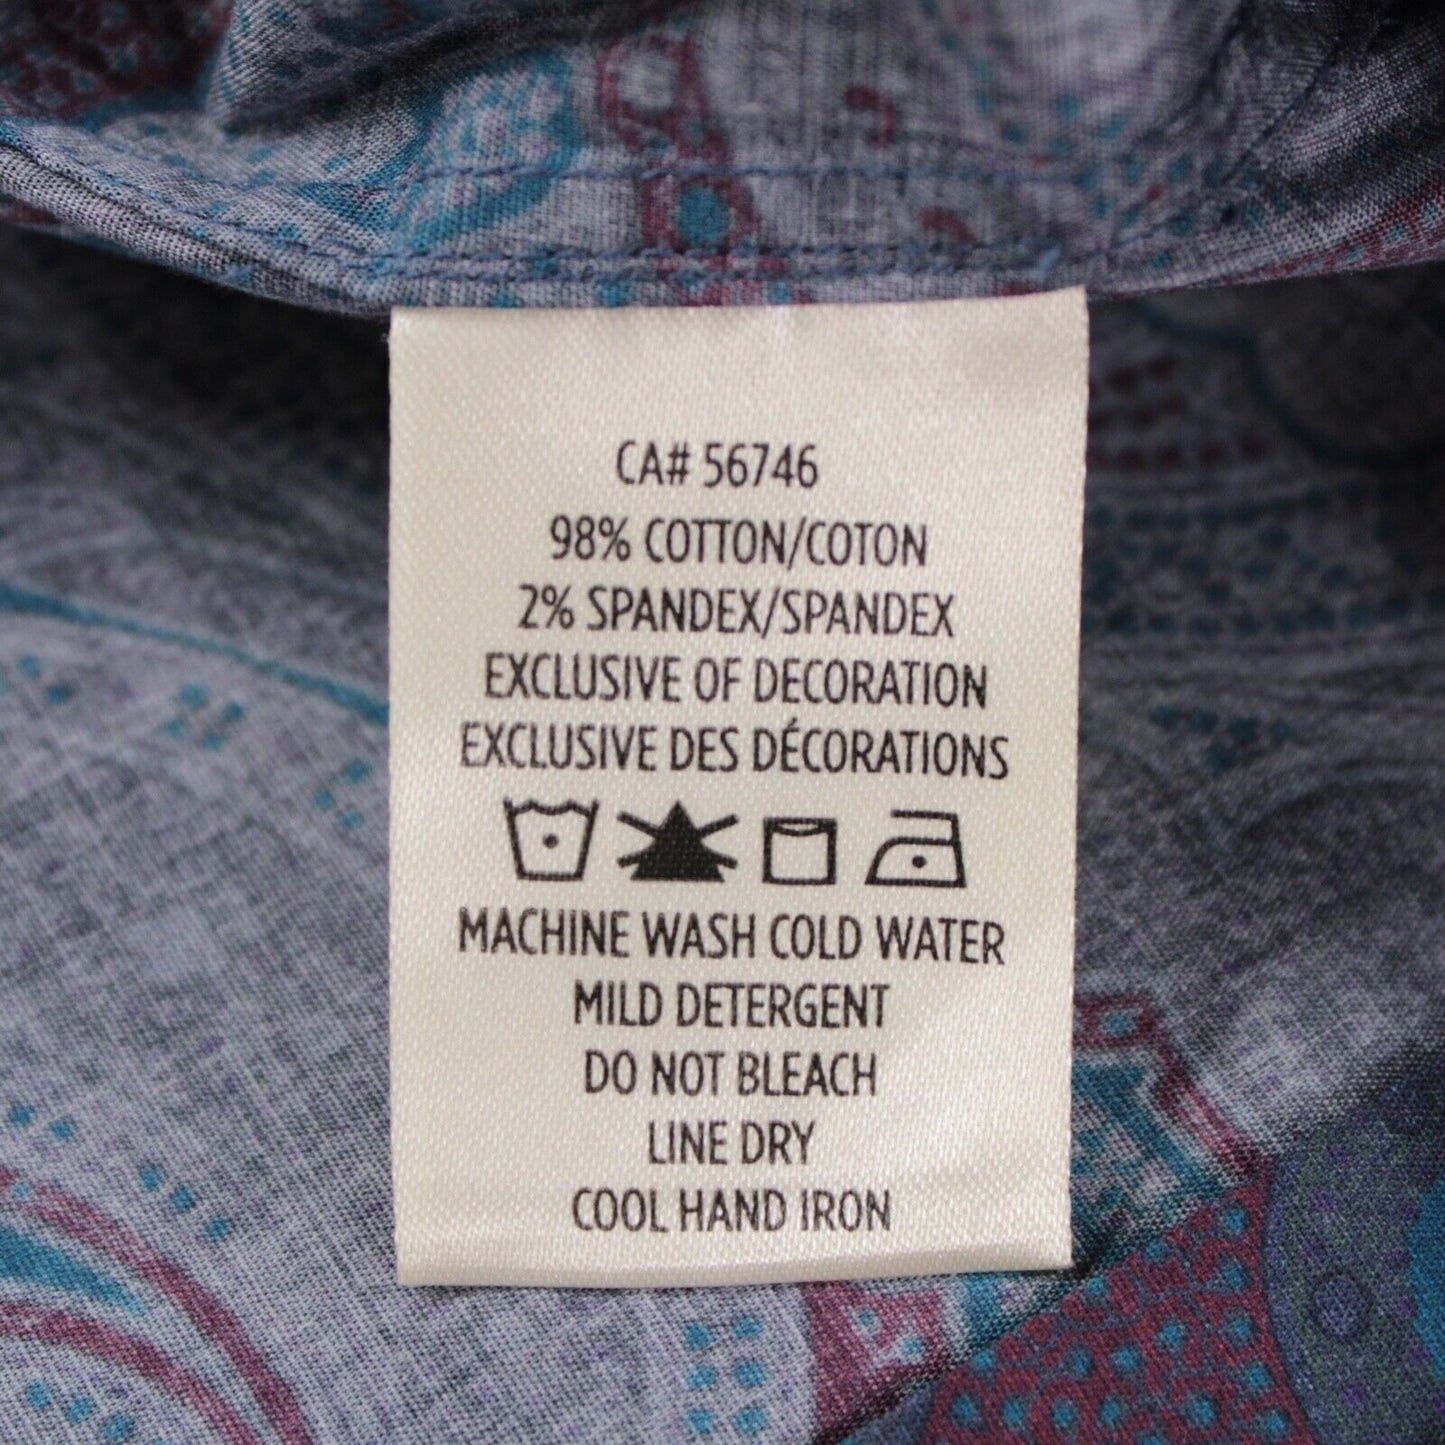 CA# 56746
98% COTTON/COTON
2% SPANDEX/SPANDEX
EXCLUSIVE OF DECORATION
EXCLUSIVE DES DÉCORATIONS
MACHINE WASH COLD WATER
MILD DETERGENT
DO NOT BLEACH
LINE DRY
COOL HAND IRON